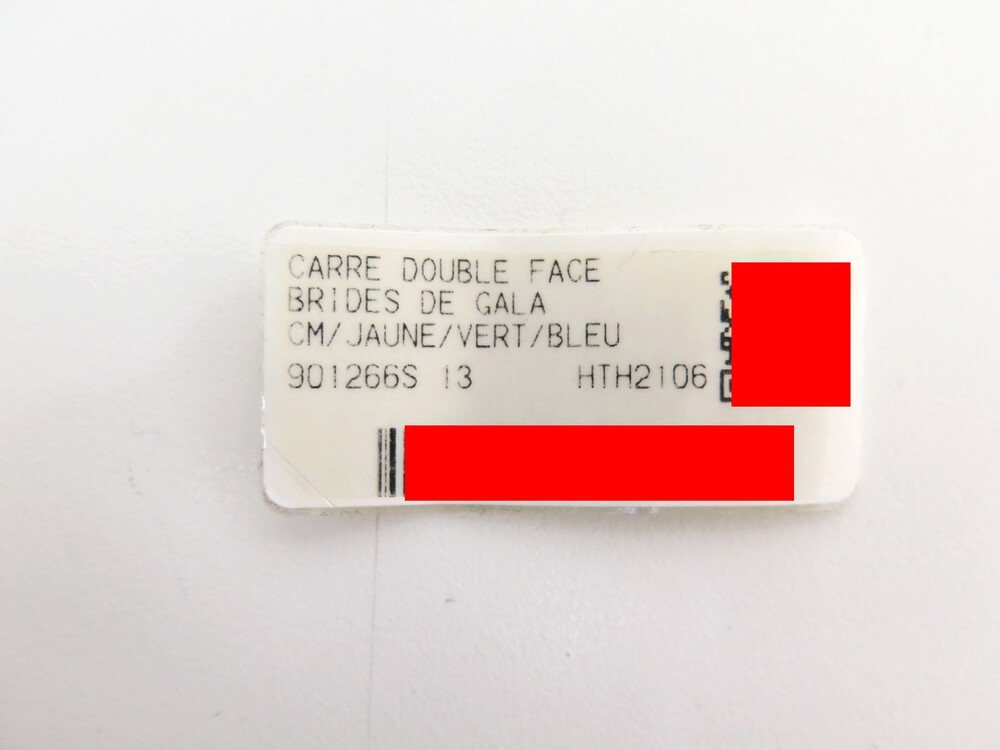 CARRE DOUBLE FACE
BRIDES DE GALA
CM/JAUNE/VERT/BLEU
901266S 13 HTH2106